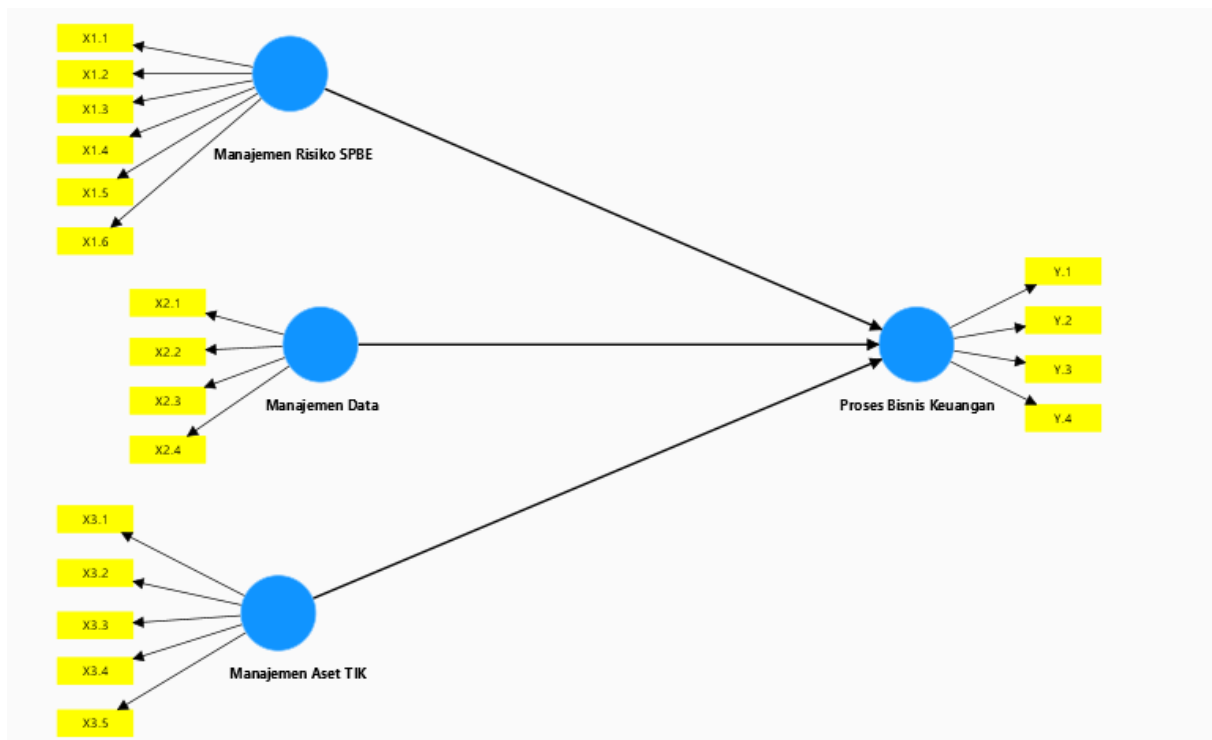 X1.1
X1.2
X1.3
X1.4
X1.5
X1.6
Manajemen Risiko SPBE
X2.1
X2.2
X2.3
X2.4
Manajemen Data
X3.1
X3.2
X3.3
X3.4
X3.5
Manajemen Aset TIK
Y.1
Y.2
Y.3
Y.4
Proses Bisnis Keuangan